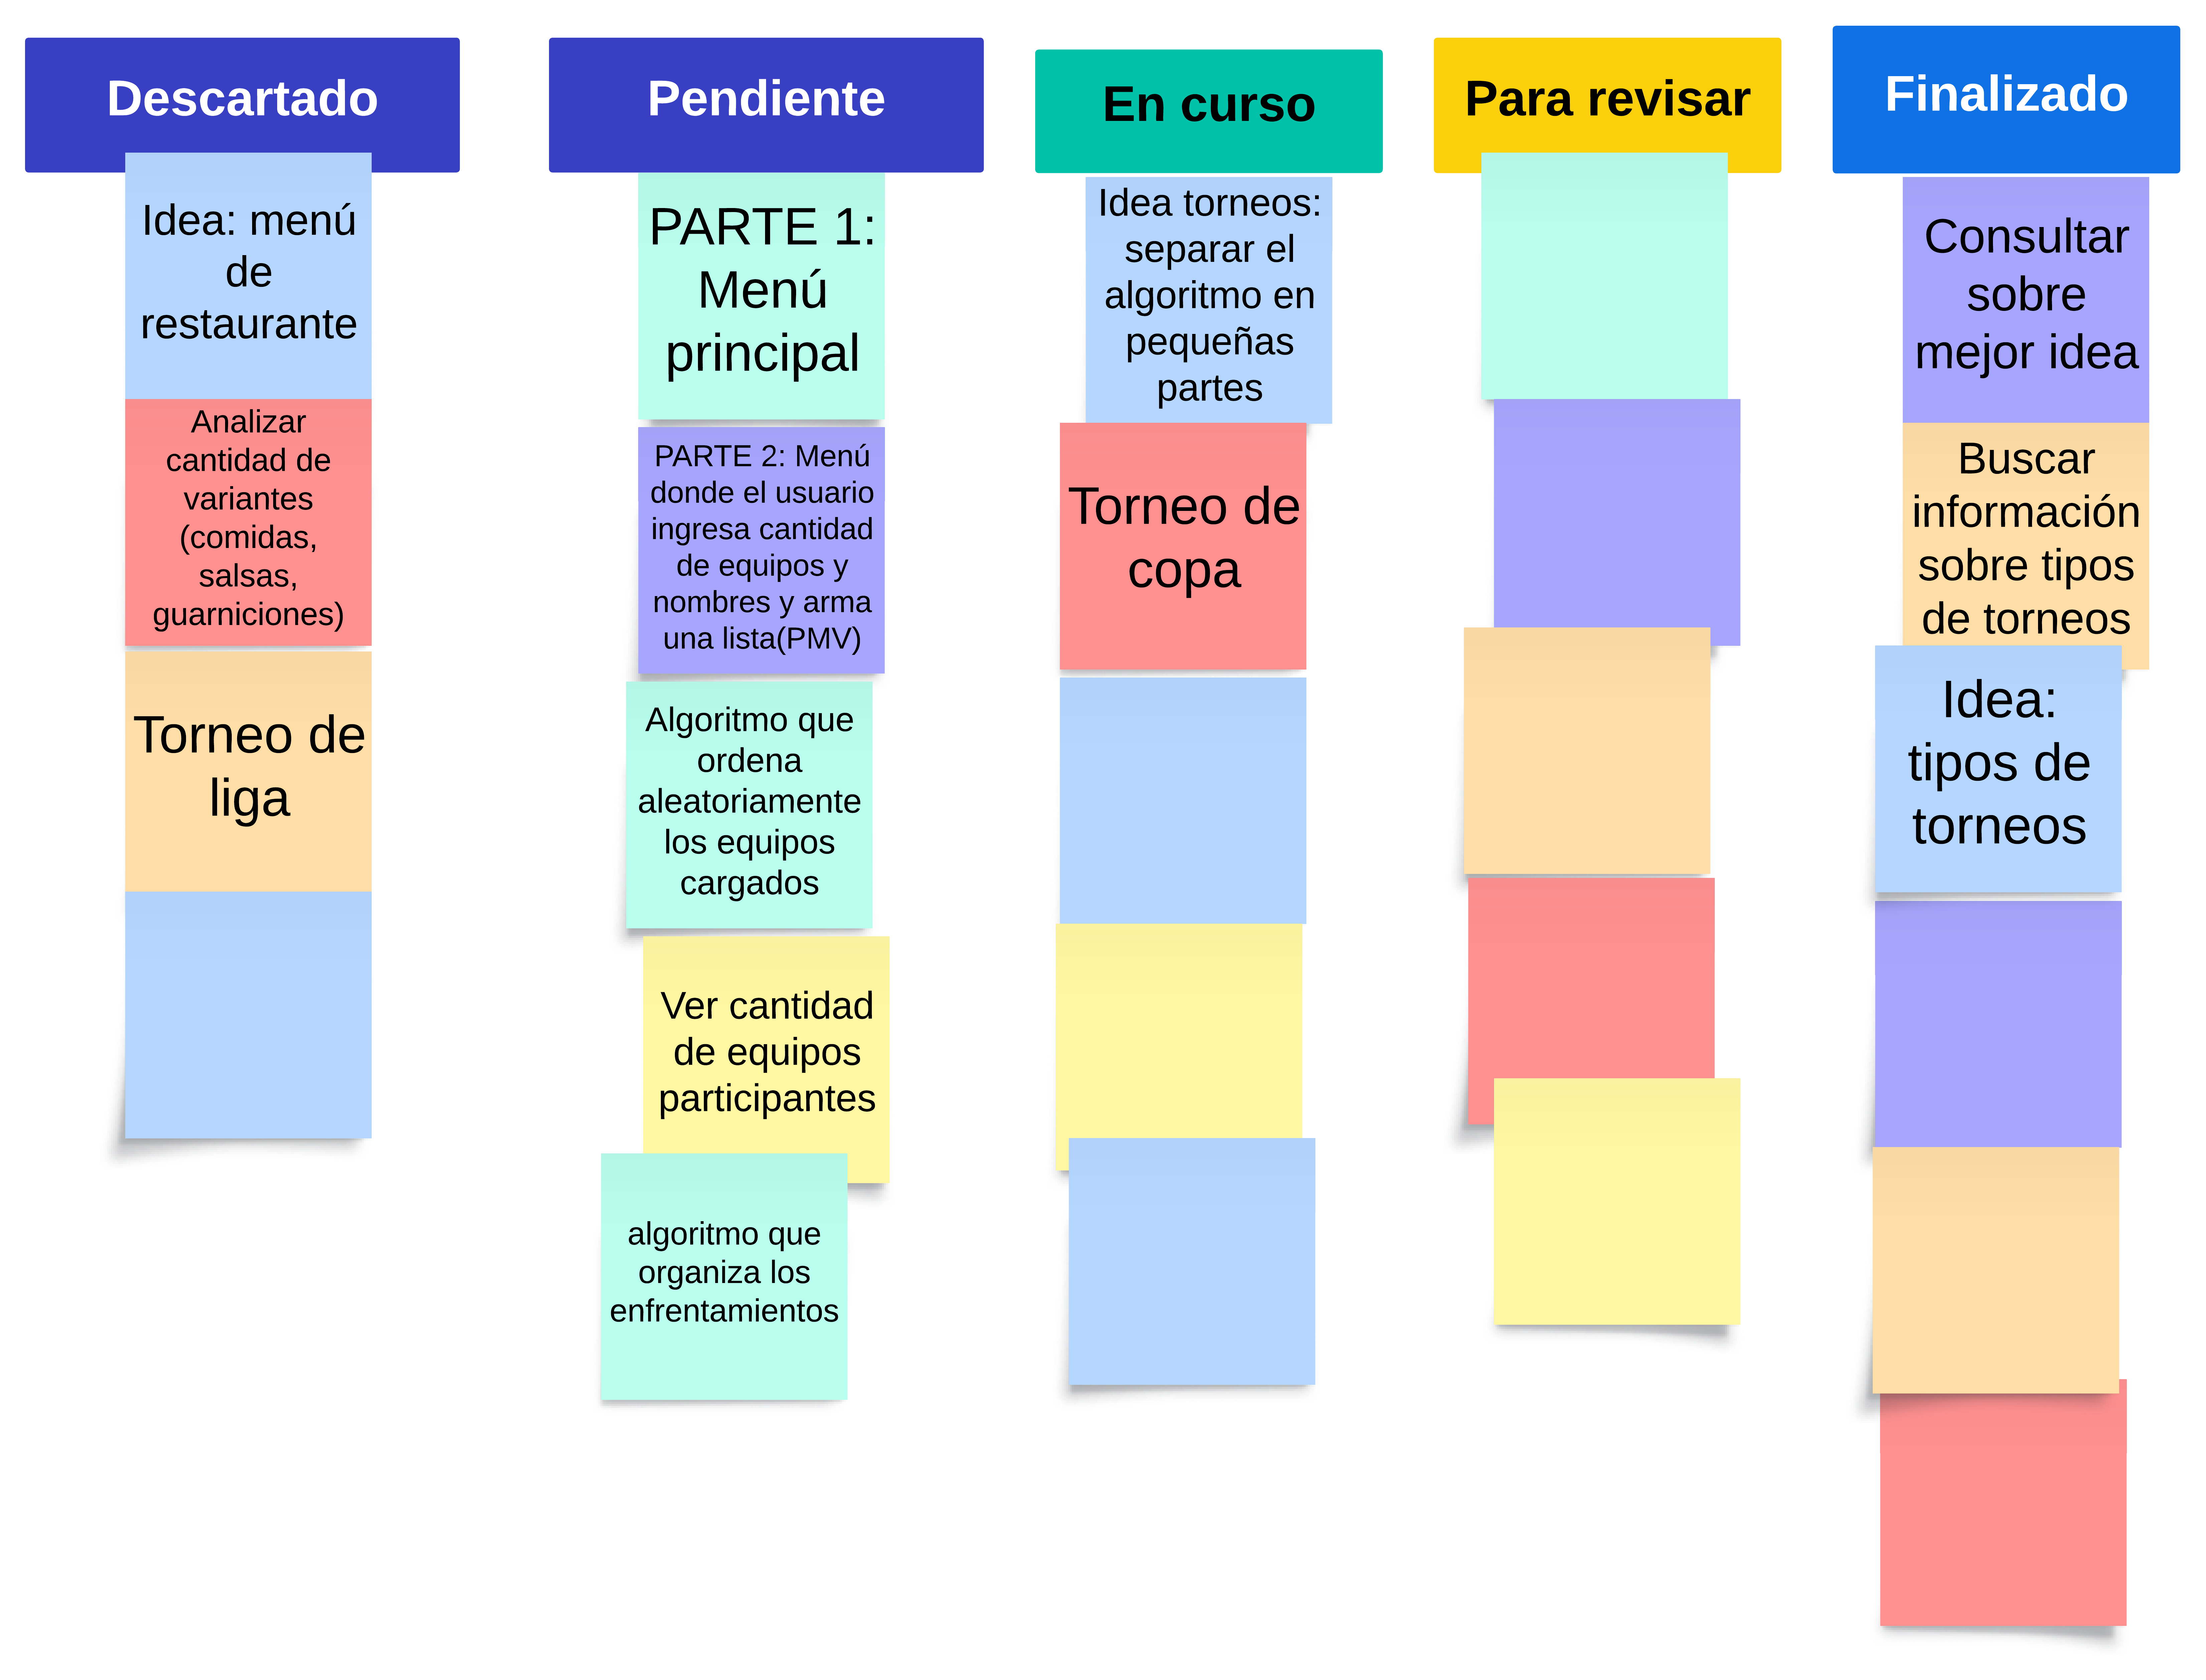 Descartado
Idea: menú
de
restaurante
Analizar
cantidad de
variantes
(comidas,
salsas,
guarniciones)
Torneo de
liga
Pendiente
PARTE 1:
Menú
principal
PARTE 2: Menú
donde el usuario
ingresa cantidad
de equipos y
nombres y arma
una lista(PMV)
Algoritmo que
ordena
aleatoriamente
los equipos
cargados
Ver cantidad
de equipos
participantes
algoritmo que
organiza los
enfrentamientos
En curso
Idea torneos:
separar el
algoritmo en
pequeñas
partes
Torneo de
copa
Para revisar
Finalizado
Consultar
sobre
mejor idea
Buscar
información
sobre tipos
de torneos
Idea:
tipos de
torneos